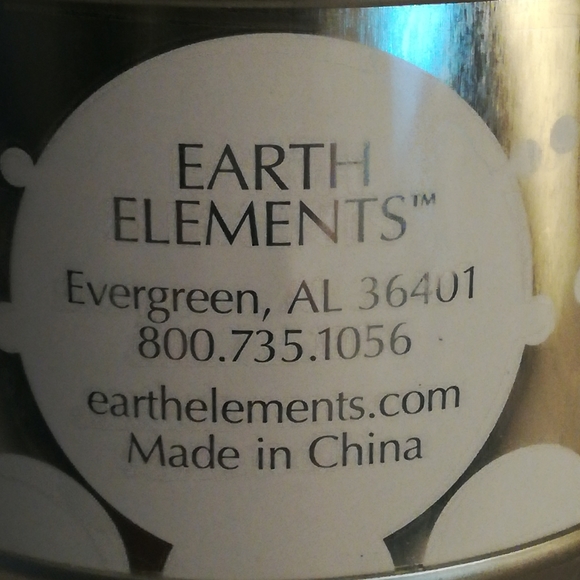 EARTH
ELEMENTS™
Evergreen, AL 36401
800.735.1056
earthelements.com
Made in China